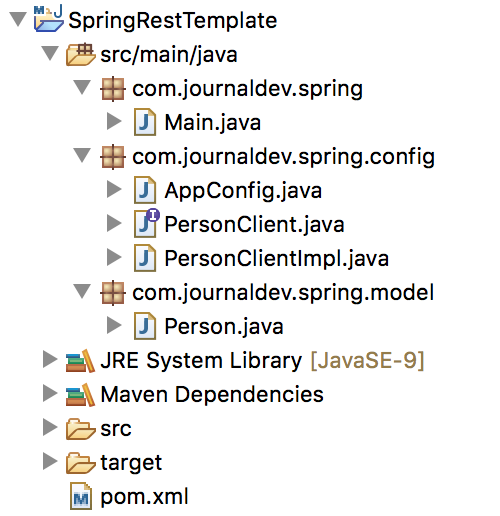 SpringRestTemplate
src/main/java
com.journaldev.spring
Main.java
com.journaldev.spring.config
AppConfig.java
PersonClient.java
PersonClientImpl.java
com.journaldev.spring.model
Person.java
JRE System Library [JavaSE-9]
Maven Dependencies
src
target
pom.xml